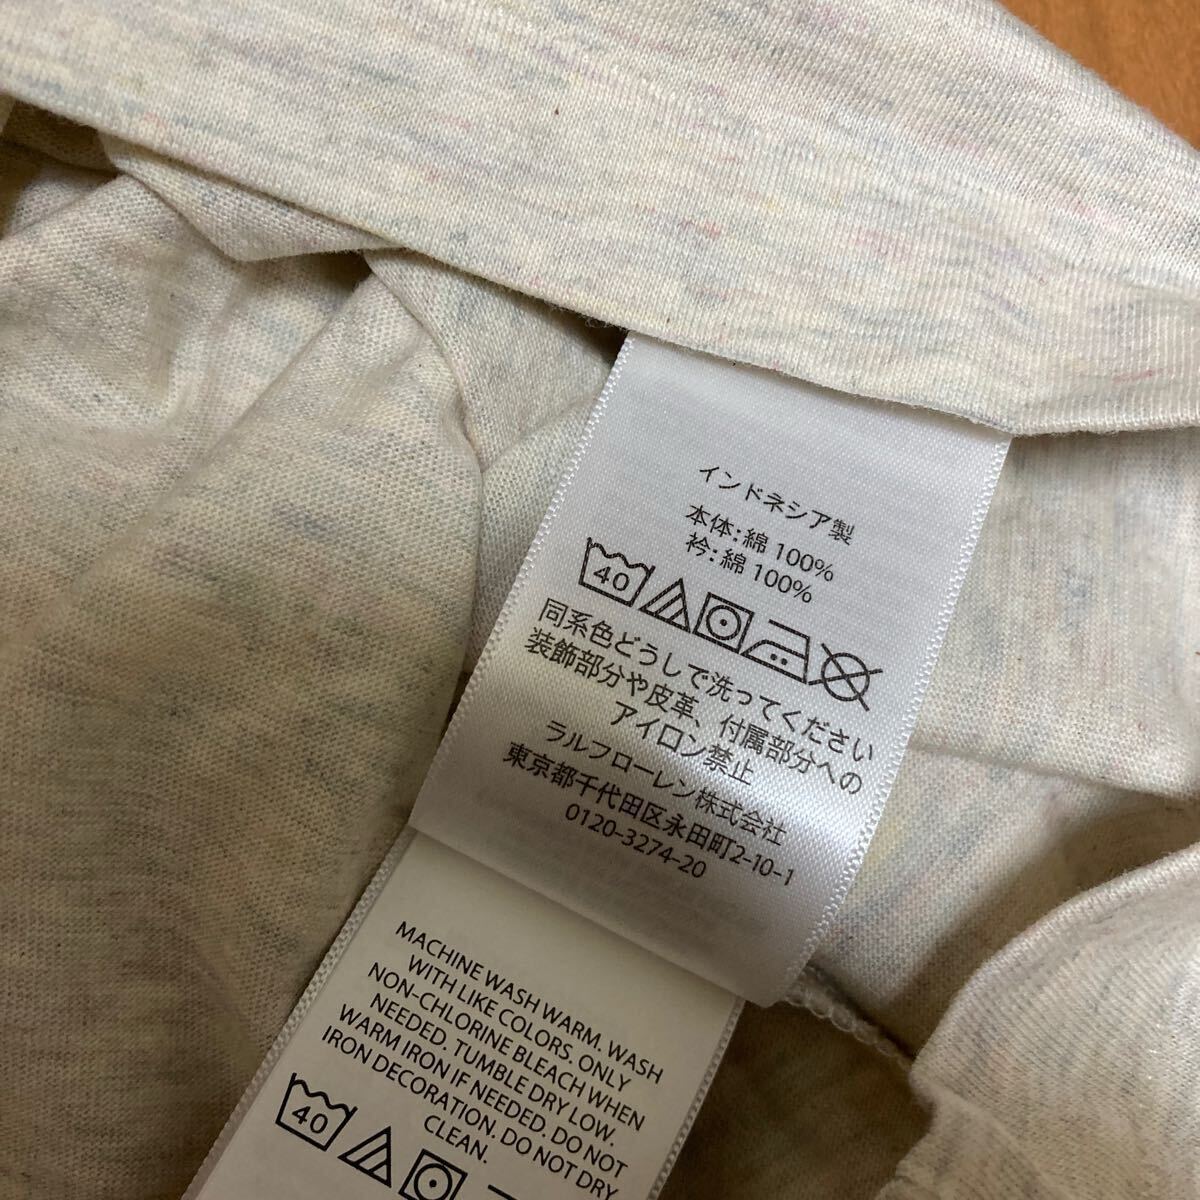 インドネシア製
本体:綿 100%
衿:綿 100%
40
同系色どうしで洗ってください
装飾部分や皮革、付属部分への
アイロン禁止
ラルフローレン株式会社
東京都千代田区永田町2-10-1
0120-3274-20
MACHINE WASH WARM. WASH
WITH LIKE COLORS. ONLY
NON-CHLORINE BLEACH WHEN
NEEDED. TUMBLE DRY LOW.
WARM IRON IF NEEDED. DO NOT
IRON DECORATION. DO NOT DRY
CLEAN.
40